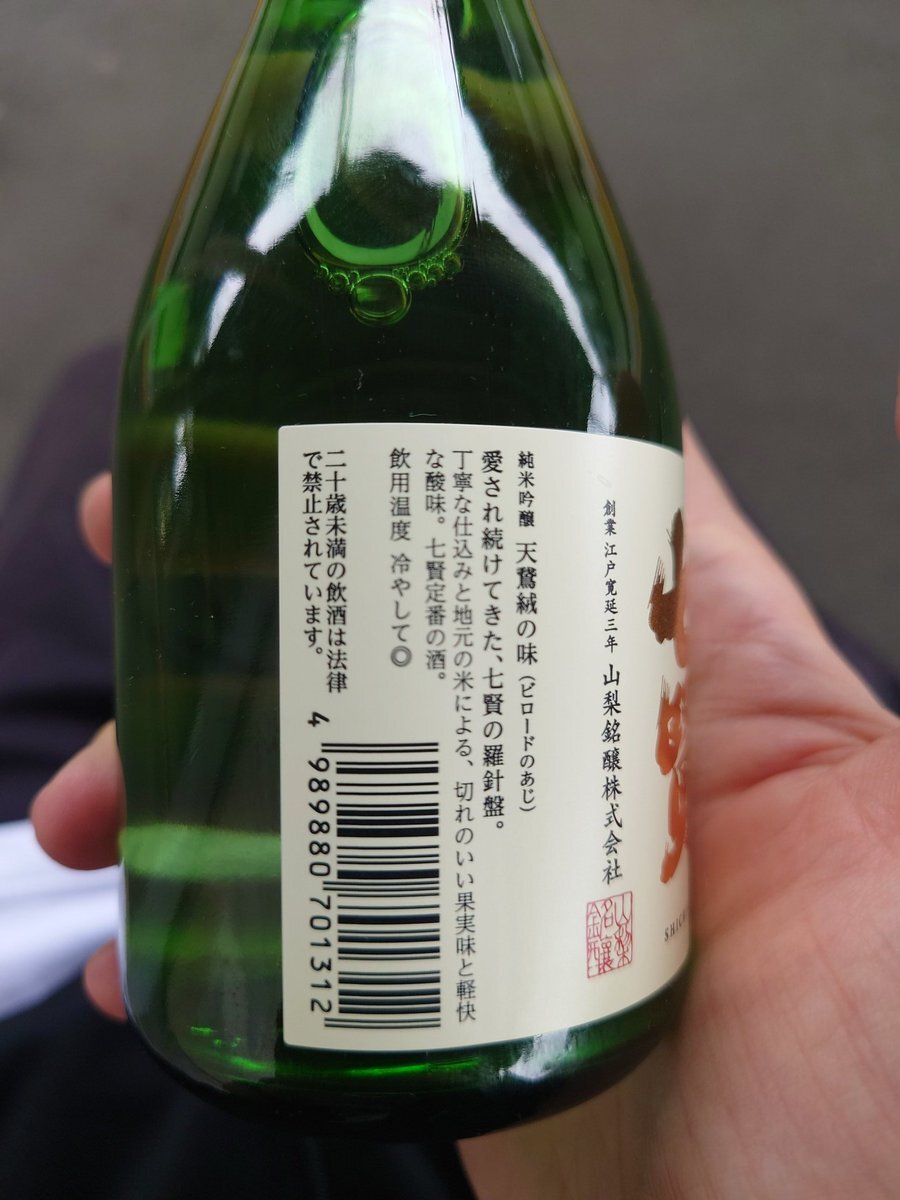 創業 江戸寛延三年 山梨銘醸株式会社
純米吟醸 天鵞絨の味(ビロードのあじ)
愛され続けてきた、七賢の羅針盤。
丁寧な仕込みと地元の米による、切れのいい果実味と軽快
な酸味。七賢定番の酒。
飲用温度 冷やして◎
二十歳未満の飲酒は法律
で禁止されています。
4 989880 701312